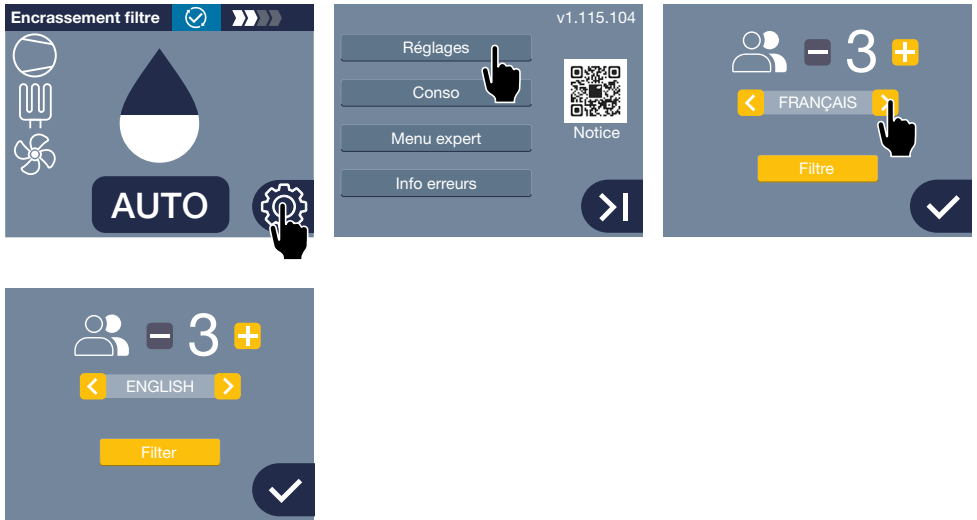 Encrassement filtre
AUTO
v1.115.104
Réglages
Conso
Menu expert
Info erreurs
Notice
3
FRANÇAIS
Filtre
3
ENGLISH
Filter